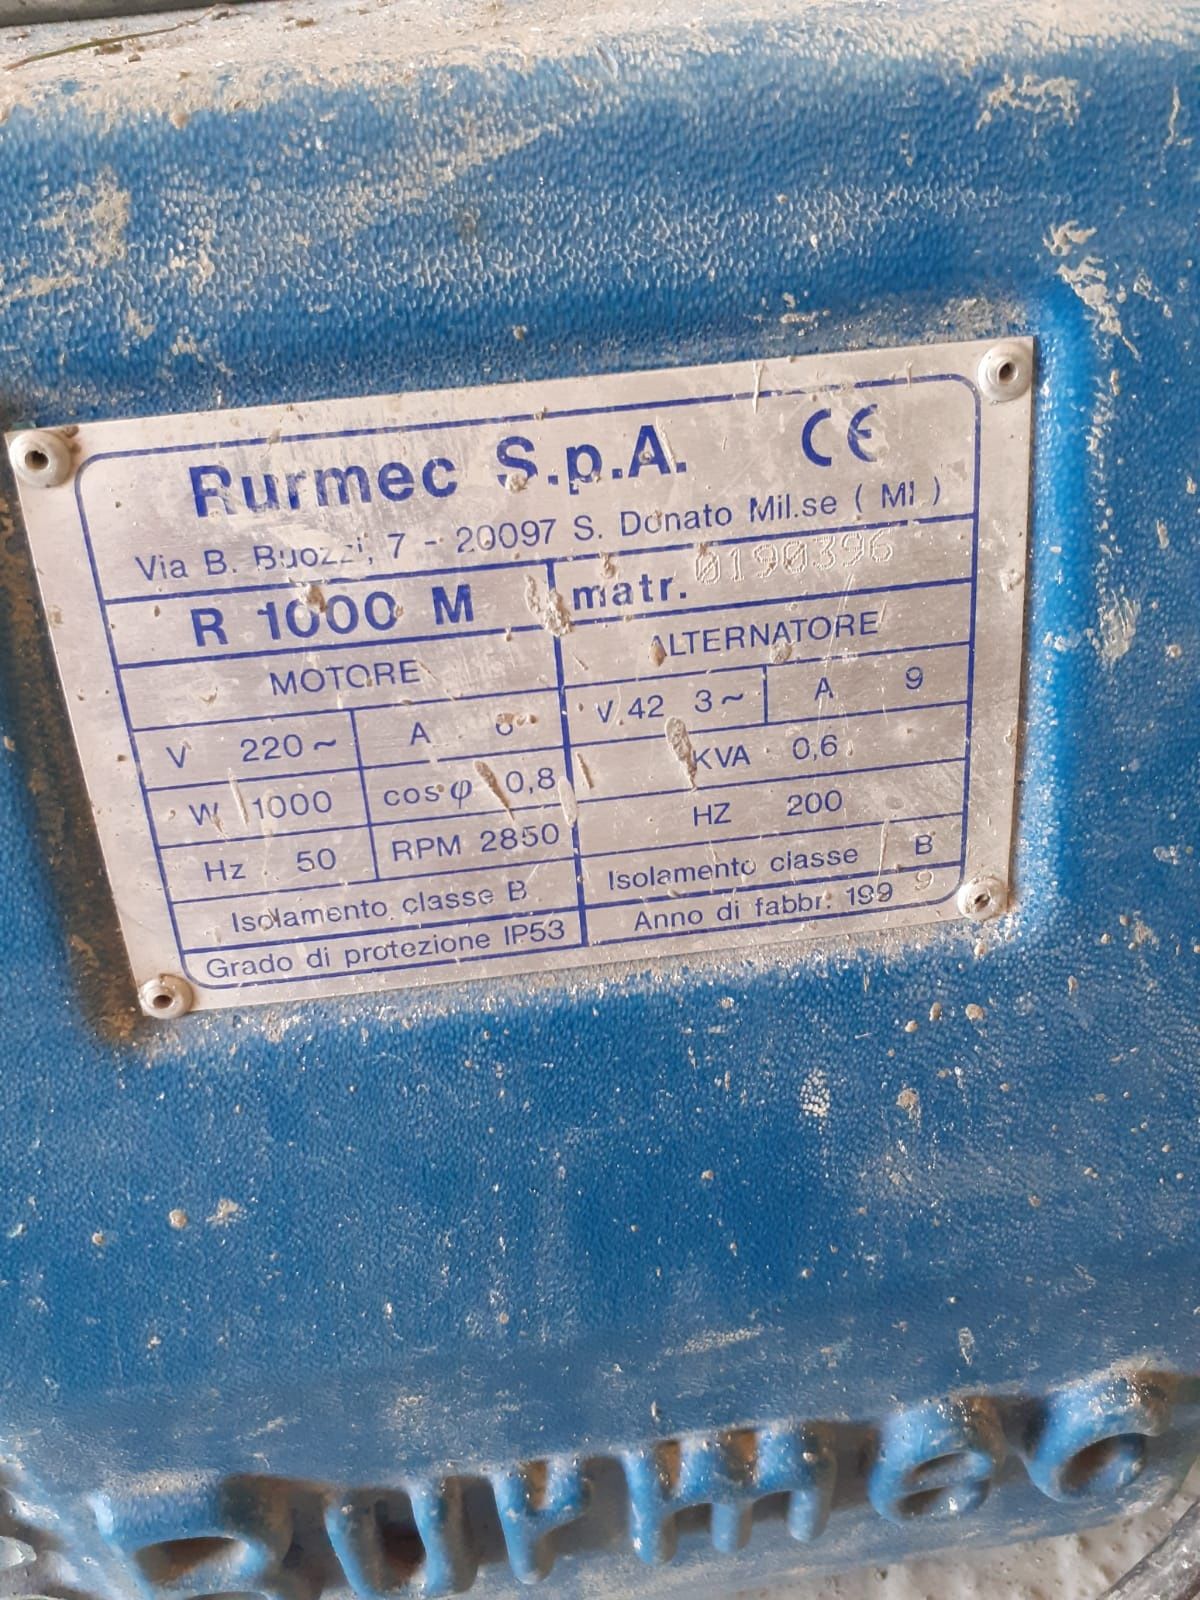 Rurmec S.p.A. CE
Via B. Buozzi, 7 - 20097 S. Donato Mil.se ( MI )
R 1000 M matr. 0190396
MOTORE ALTERNATORE
V 220 ~ A V. 42 3 ~ A 9
W 1000 cos φ 0,8 KVA 0,6
Hz 50 RPM 2850 HZ 200
Isolamento classe B Isolamento classe B
Grado di protezione IP53 Anno di fabbr: 1999
Rurmec